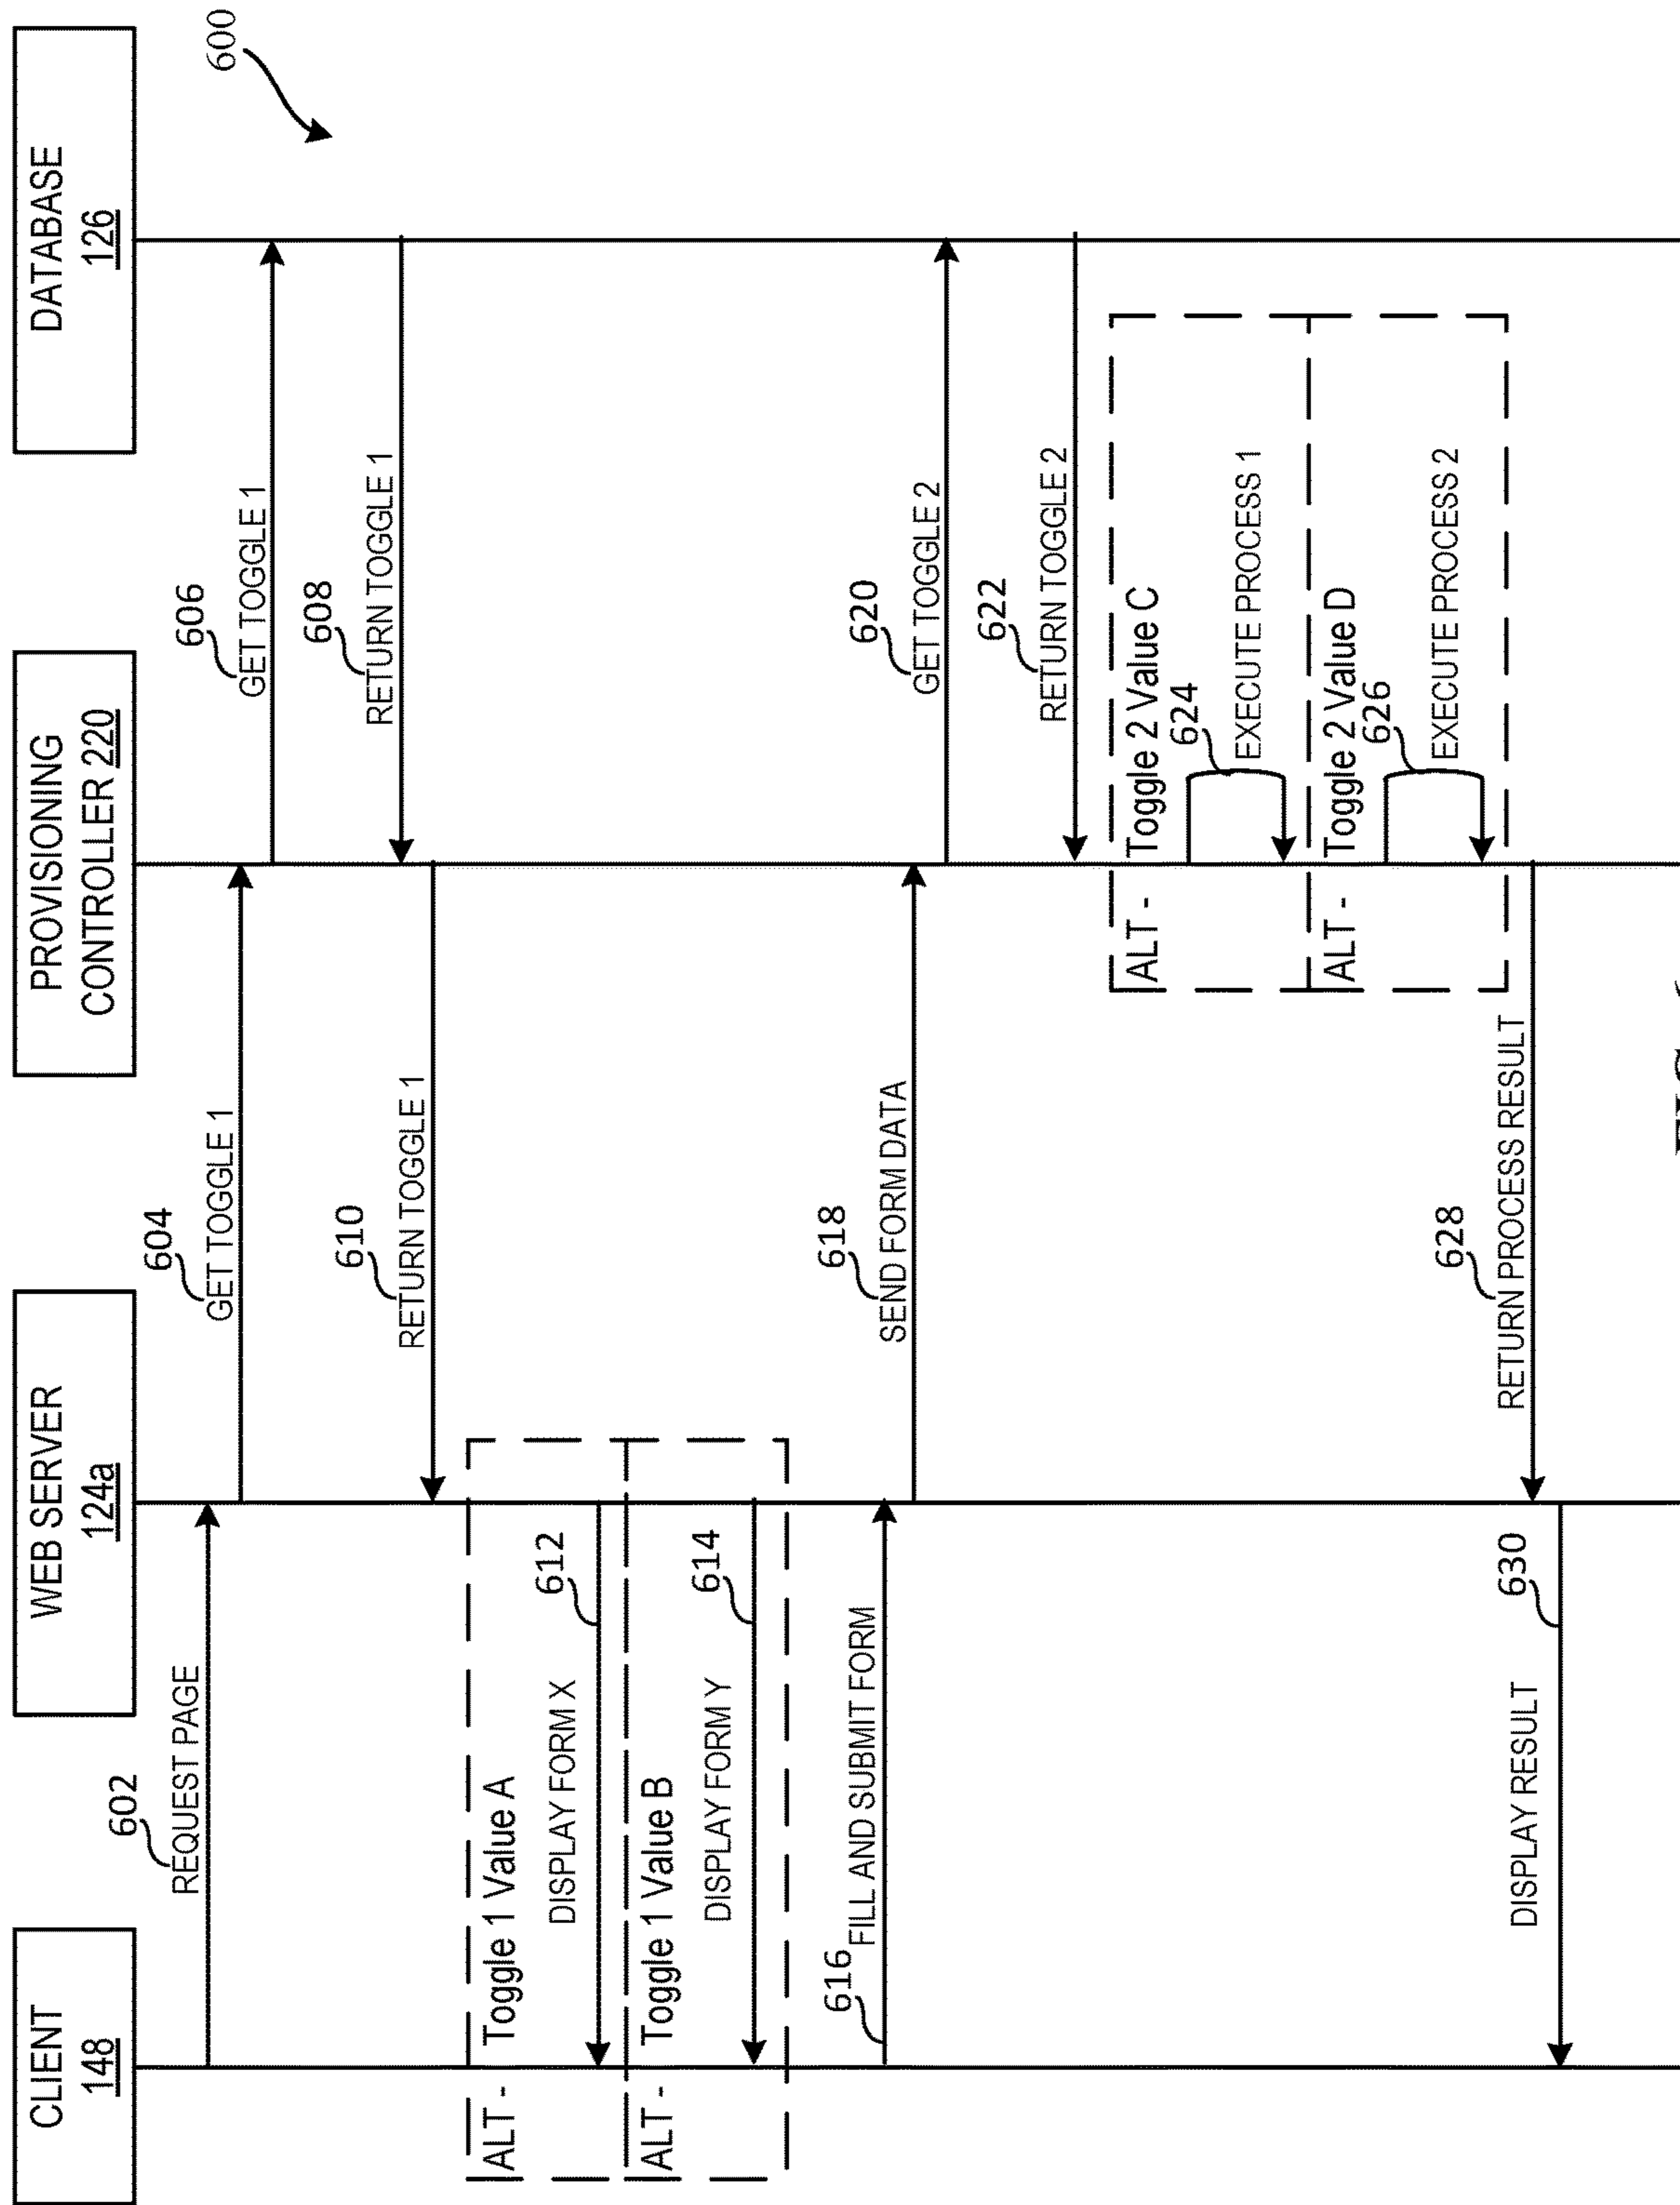 CLIENT
148
WEB SERVER
124a
PROVISIONING
CONTROLLER 220
DATABASE
126
600
602
REQUEST PAGE
604
GET TOGGLE 1
606
GET TOGGLE 1
608
RETURN TOGGLE 1
610
RETURN TOGGLE 1
ALT - Toggle 1 Value A
612
DISPLAY FORM X
ALT - Toggle 1 Value B
614
DISPLAY FORM Y
616
FILL AND SUBMIT FORM
618
SEND FORM DATA
620
GET TOGGLE 2
622
RETURN TOGGLE 2
ALT - Toggle 2 Value C
624
EXECUTE PROCESS 1
ALT - Toggle 2 Value D
626
EXECUTE PROCESS 2
628
RETURN PROCESS RESULT
630
DISPLAY RESULT